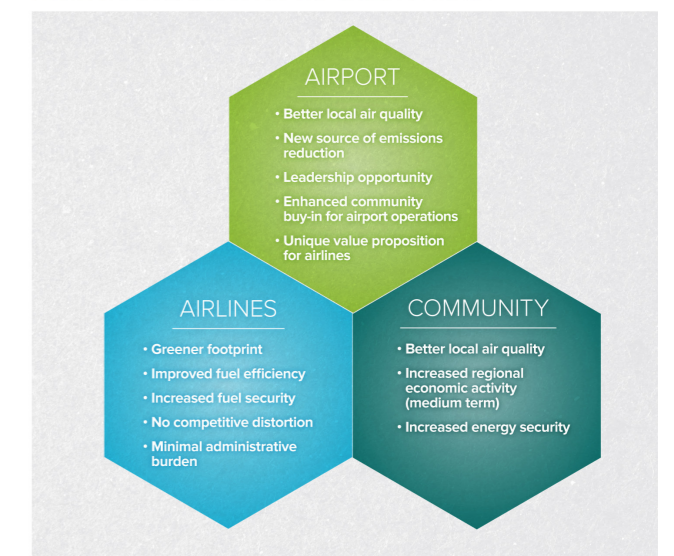 AIRPORT
• Better local air quality
• New source of emissions
reduction
• Leadership opportunity
• Enhanced community
buy-in for airport operations
• Unique value proposition
for airlines
AIRLINES
• Greener footprint
• Improved fuel efficiency
• Increased fuel security
• No competitive distortion
• Minimal administrative
burden
COMMUNITY
• Better local air quality
• Increased regional
economic activity
(medium term)
• Increased energy security